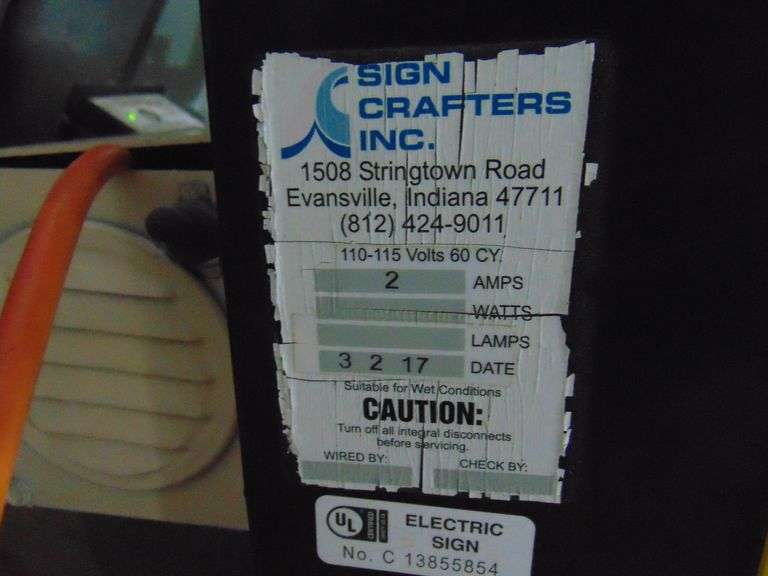 SIGN
CRAFTERS
INC.
1508 Stringtown Road
Evansville, Indiana 47711
(812) 424-9011
110-115 Volts 60 CY.
2 AMPS
WATTS
LAMPS
3 2 17 DATE
Suitable for Wet Conditions
CAUTION:
Turn off all integral disconnects
before servicing.
WIRED BY: CHECK BY:
UL ELECTRIC
SIGN
No. C 13855854